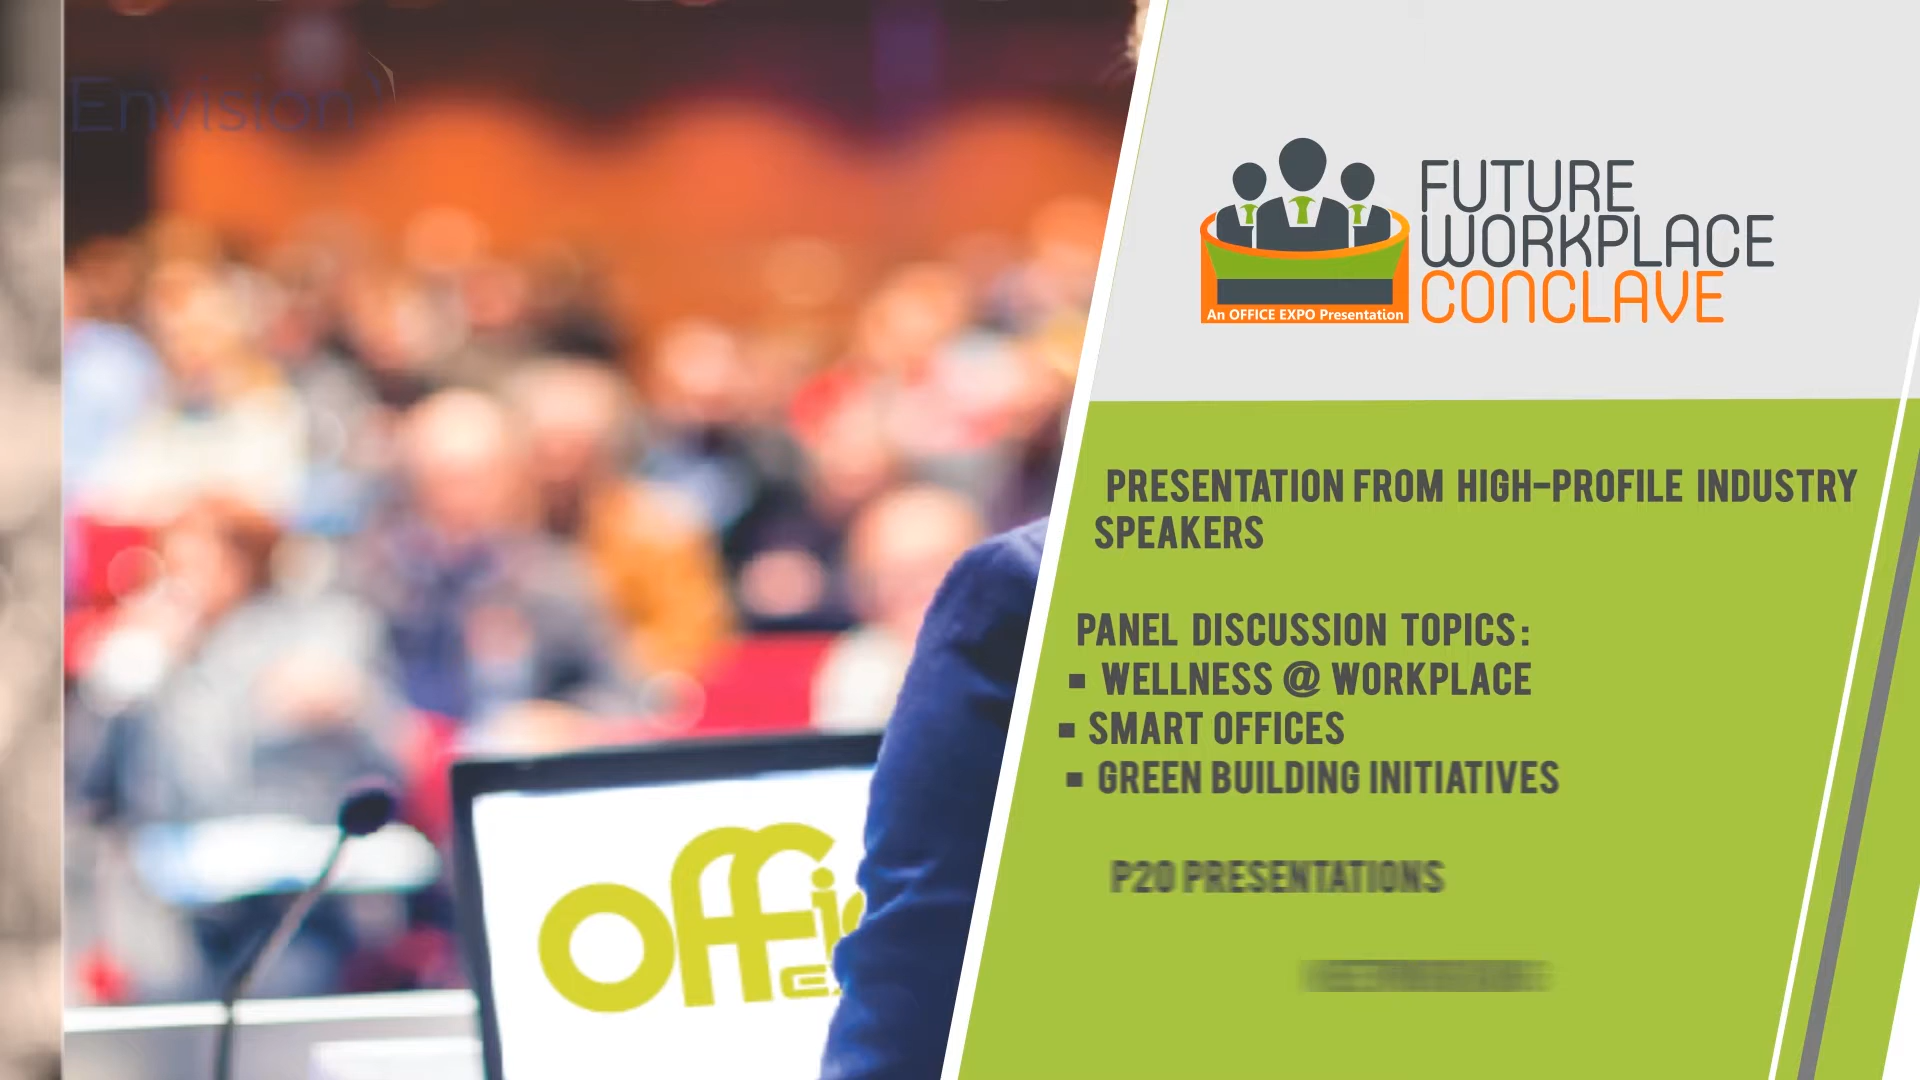 Envision
FUTURE
WORKPLACE
CONCLAVE
An OFFICE EXPO Presentation
PRESENTATION FROM HIGH-PROFILE INDUSTRY
SPEAKERS
PANEL DISCUSSION TOPICS:
▪ WELLNESS @ WORKPLACE
▪ SMART OFFICES
▪ GREEN BUILDING INITIATIVES
P2O PRESENTATIONS